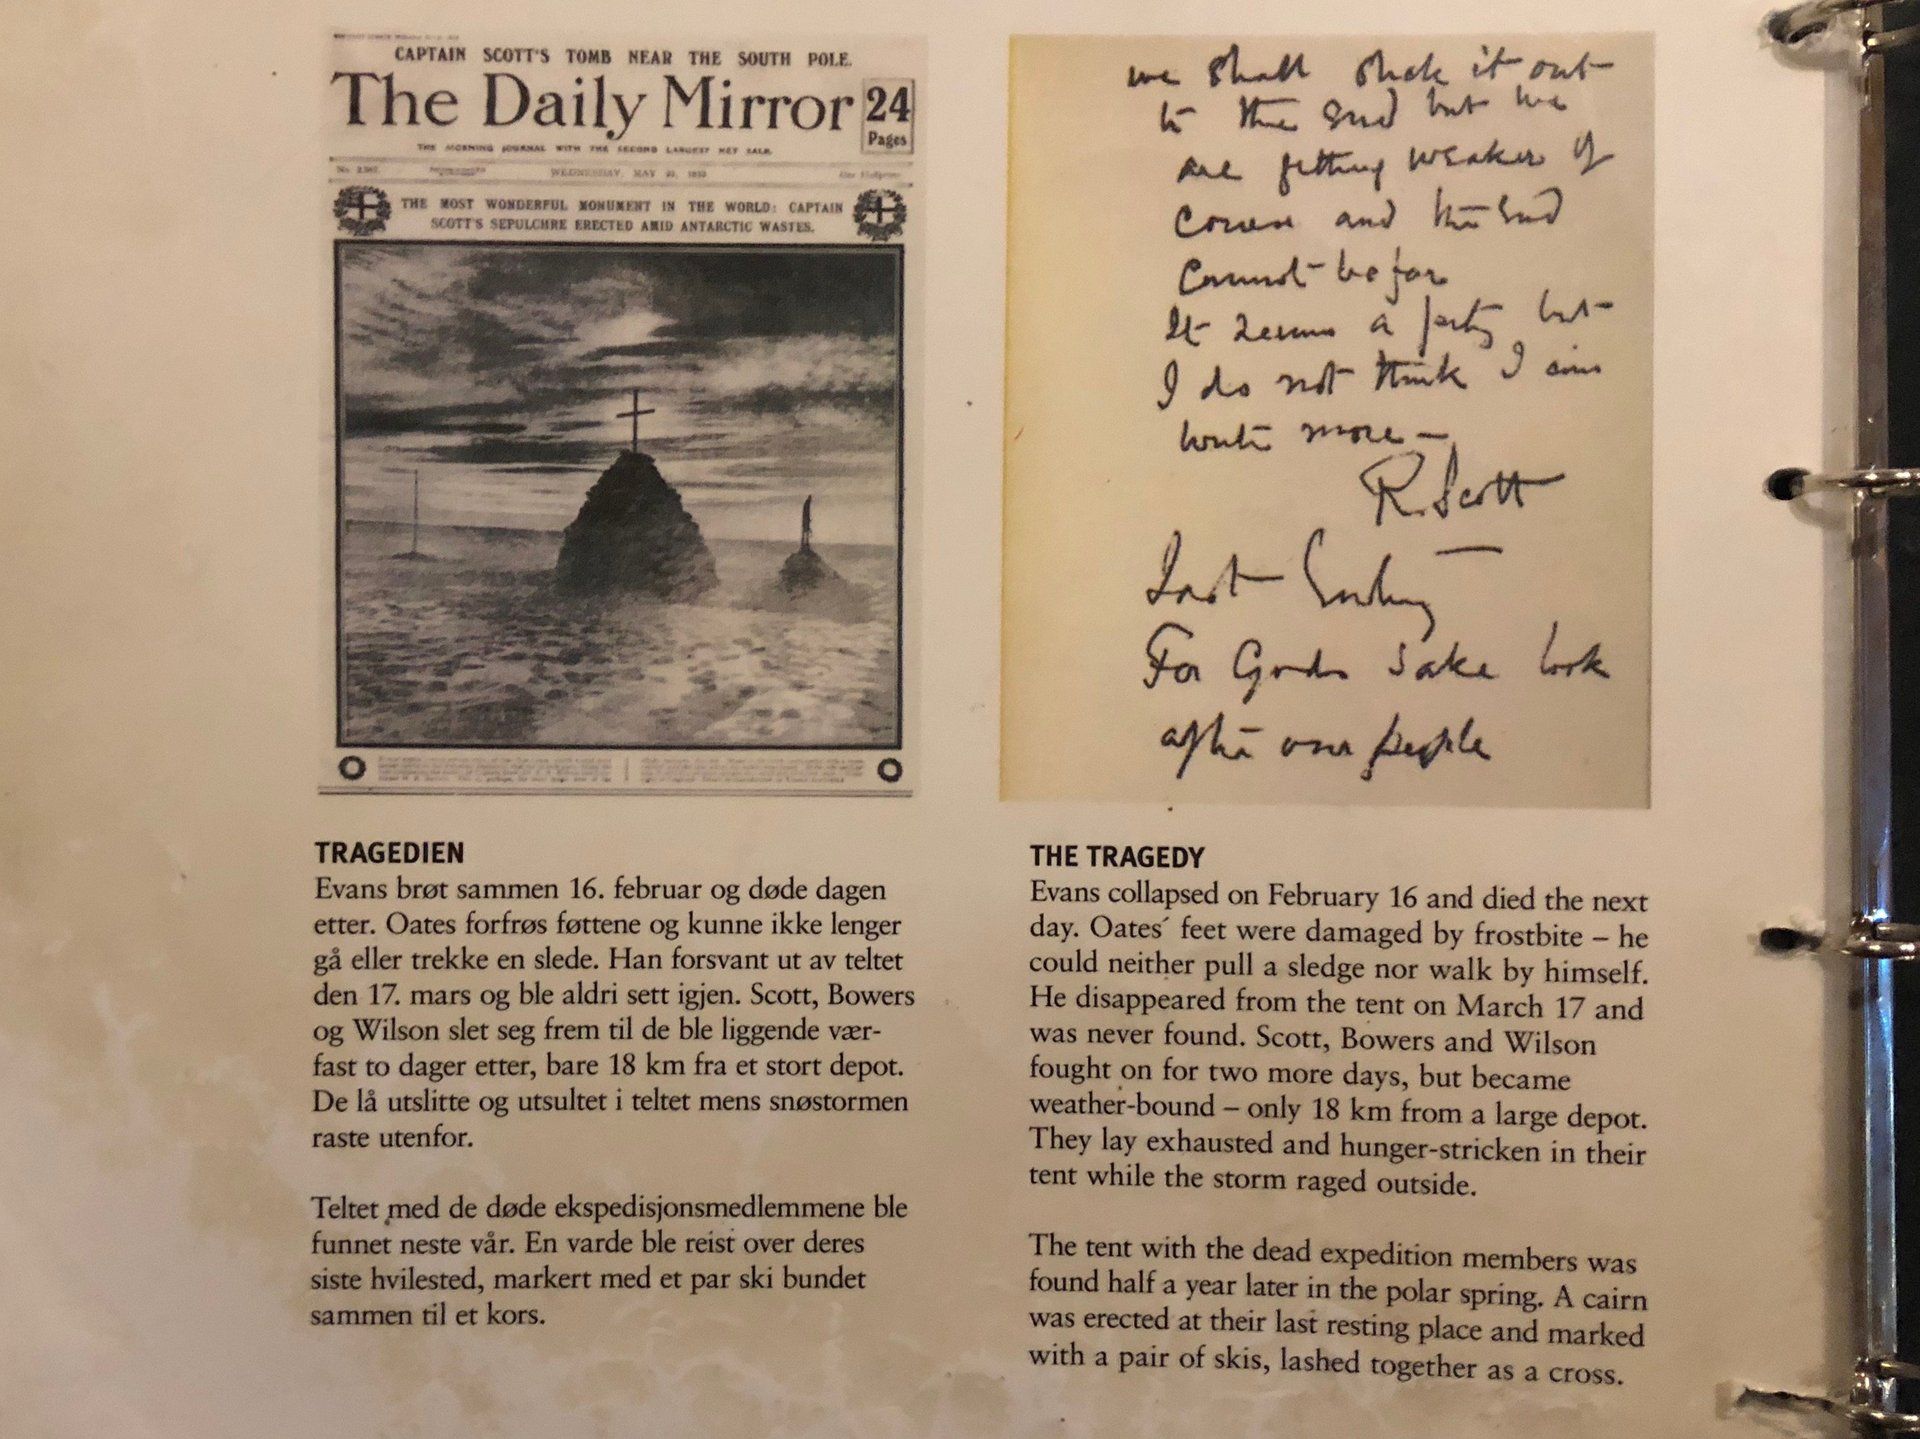 CAPTAIN SCOTT'S TOMB NEAR THE SOUTH POLE.
The Daily Mirror
24
Pages
THE MORNING JOURNAL WITH THE SECOND LARGEST NET SALE.
WEDNESDAY, MAY 21, 1913
THE MOST WONDERFUL MONUMENT IN THE WORLD: CAPTAIN
SCOTT'S SEPULCHRE ERECTED AMID ANTARCTIC WASTES.
we shall stick it out
to the end but we
are getting weaker of
course and the end
cannot be far
It seems a pity but
I do not think I can
write more –
R. Scott
Last Entry
For Gods sake look
after our people
TRAGEDIEN
Evans brøt sammen 16. februar og døde dagen
etter. Oates forfrøs føttene og kunne ikke lenger
gå eller trekke en slede. Han forsvant ut av teltet
den 17. mars og ble aldri sett igjen. Scott, Bowers
og Wilson slet seg frem til de ble liggende vær-
fast to dager etter, bare 18 km fra et stort depot.
De lå utslitte og utsultet i teltet mens snøstormen
raste utenfor.
Teltet med de døde ekspedisjonsmedlemmene ble
funnet neste vår. En varde ble reist over deres
siste hvilested, markert med et par ski bundet
sammen til et kors.
THE TRAGEDY
Evans collapsed on February 16 and died the next
day. Oates´ feet were damaged by frostbite – he
could neither pull a sledge nor walk by himself.
He disappeared from the tent on March 17 and
was never found. Scott, Bowers and Wilson
fought on for two more days, but became
weather-bound – only 18 km from a large depot.
They lay exhausted and hunger-stricken in their
tent while the storm raged outside.
The tent with the dead expedition members was
found half a year later in the polar spring. A cairn
was erected at their last resting place and marked
with a pair of skis, lashed together as a cross.